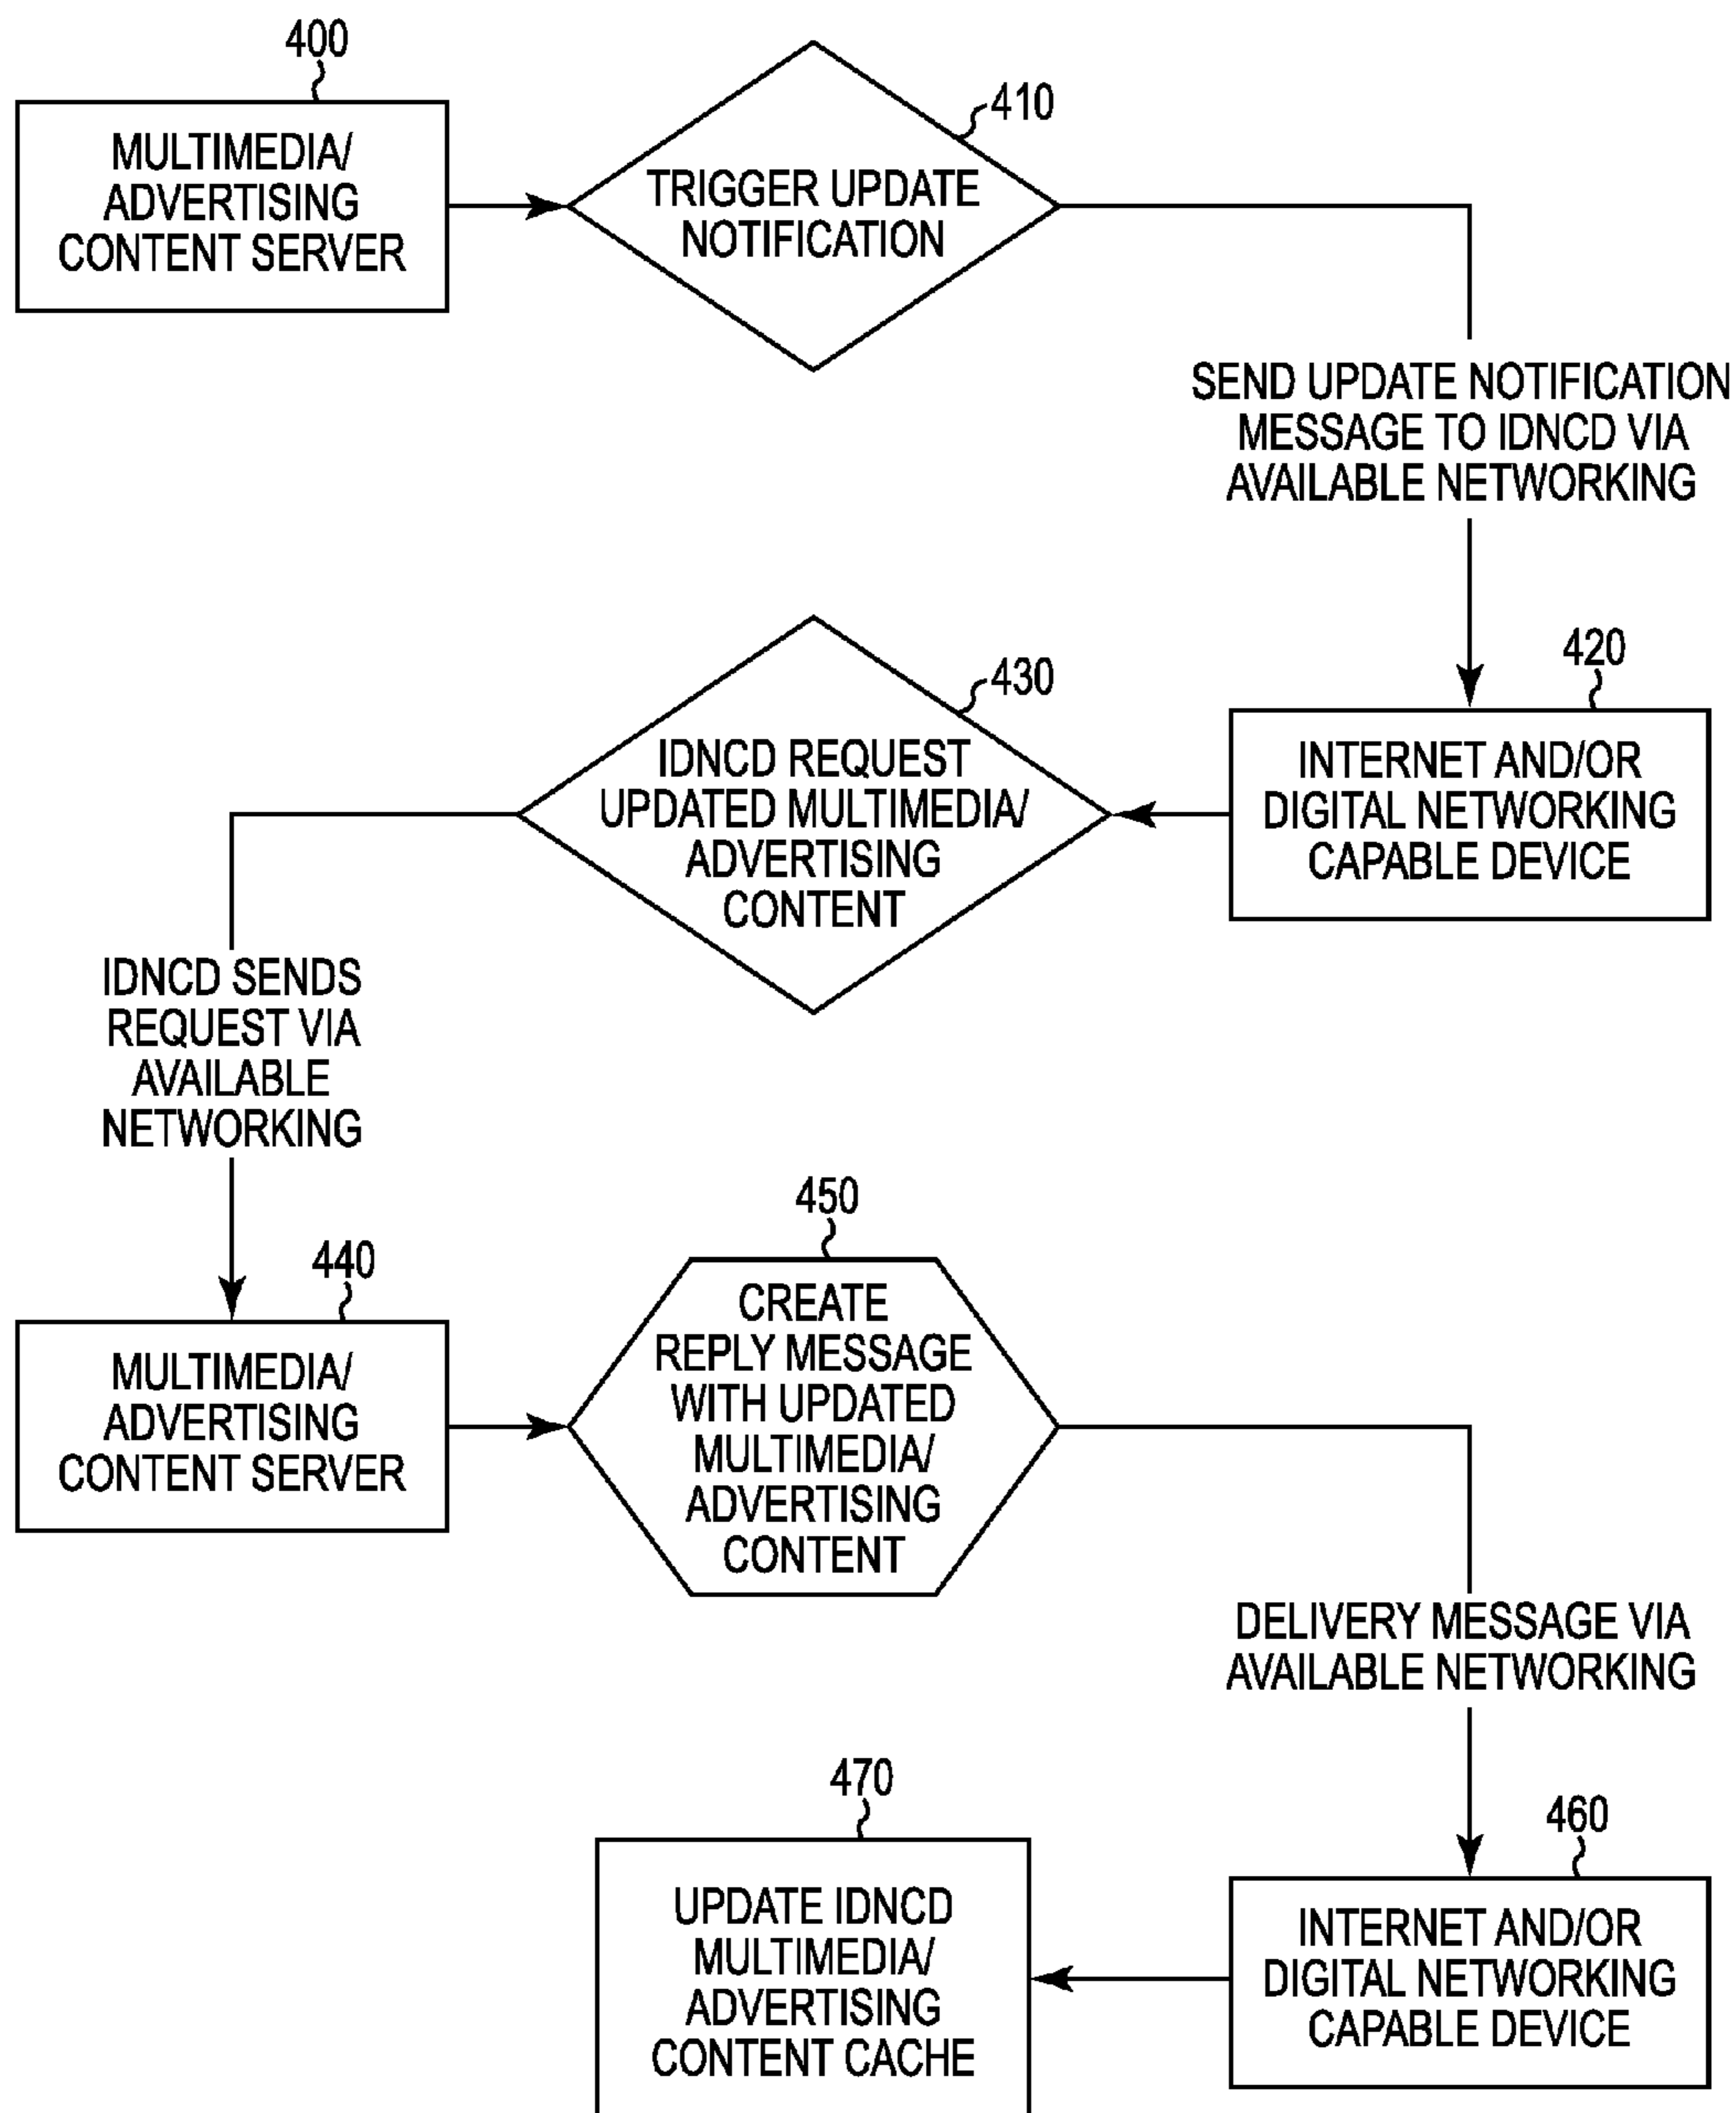 400
MULTIMEDIA/
ADVERTISING
CONTENT SERVER
410
TRIGGER UPDATE
NOTIFICATION
SEND UPDATE NOTIFICATION
MESSAGE TO IDNCD VIA
AVAILABLE NETWORKING
420
INTERNET AND/OR
DIGITAL NETWORKING
CAPABLE DEVICE
430
IDNCD REQUEST
UPDATED MULTIMEDIA/
ADVERTISING
CONTENT
IDNCD SENDS
REQUEST VIA
AVAILABLE
NETWORKING
440
MULTIMEDIA/
ADVERTISING
CONTENT SERVER
450
CREATE
REPLY MESSAGE
WITH UPDATED
MULTIMEDIA/
ADVERTISING
CONTENT
DELIVERY MESSAGE VIA
AVAILABLE NETWORKING
460
INTERNET AND/OR
DIGITAL NETWORKING
CAPABLE DEVICE
470
UPDATE IDNCD
MULTIMEDIA/
ADVERTISING
CONTENT CACHE